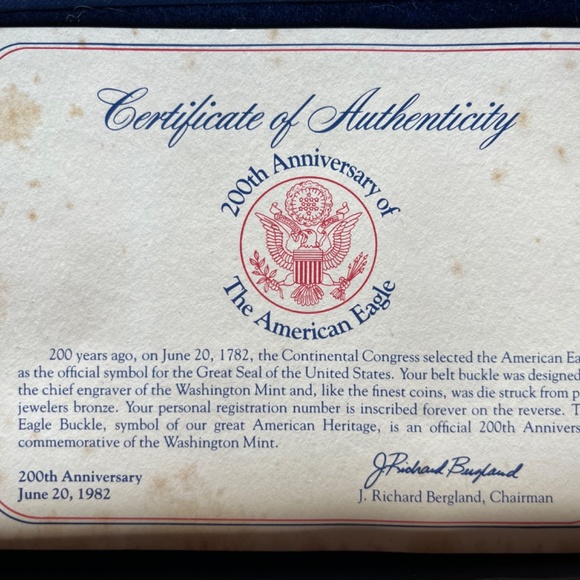 Certificate of Authenticity
200th Anniversary of
The American Eagle
200 years ago, on June 20, 1782, the Continental Congress selected the American Ea
as the official symbol for the Great Seal of the United States. Your belt buckle was designed
the chief engraver of the Washington Mint and, like the finest coins, was die struck from p
jewelers bronze. Your personal registration number is inscribed forever on the reverse. T
Eagle Buckle, symbol of our great American Heritage, is an official 200th Annivers
commemorative of the Washington Mint.
200th Anniversary
June 20, 1982
J. Richard Bergland
J. Richard Bergland, Chairman